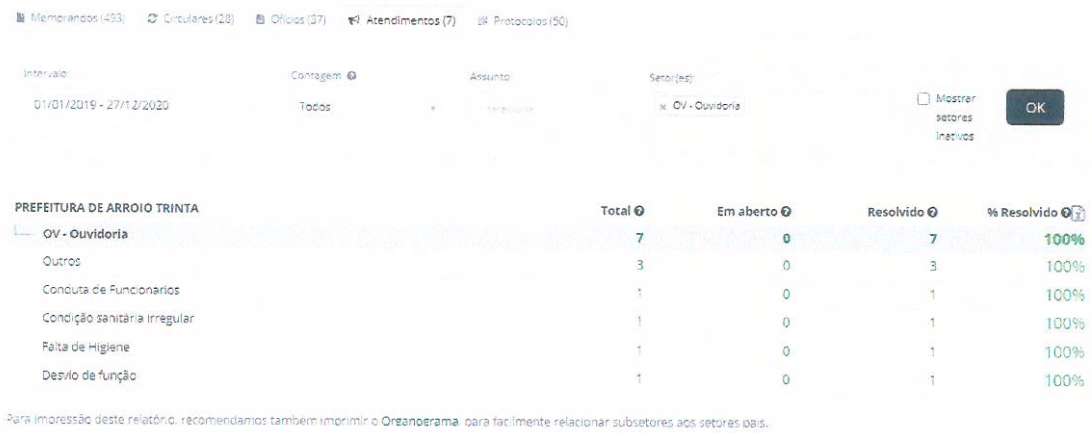 Memorandos (493) Circulares (28) Ofícios (37) Atendimentos (7) Protocolos (50)
Intervalo: Contagem Assunto: Setor(es):
01/01/2019 - 27/12/2020 Todos - selecione - × OV - Ouvidoria Mostrar setores inativos OK
PREFEITURA DE ARROIO TRINTA Total Em aberto Resolvido % Resolvido
OV - Ouvidoria 7 0 7 100%
Outros 3 0 3 100%
Conduta de Funcionarios 1 0 1 100%
Condição sanitária irregular 1 0 1 100%
Falta de Higiene 1 0 1 100%
Desvio de função 1 0 1 100%
Para impressão deste relatório, recomendamos também imprimir o Organograma, para facilmente relacionar subsetores aos setores pais.